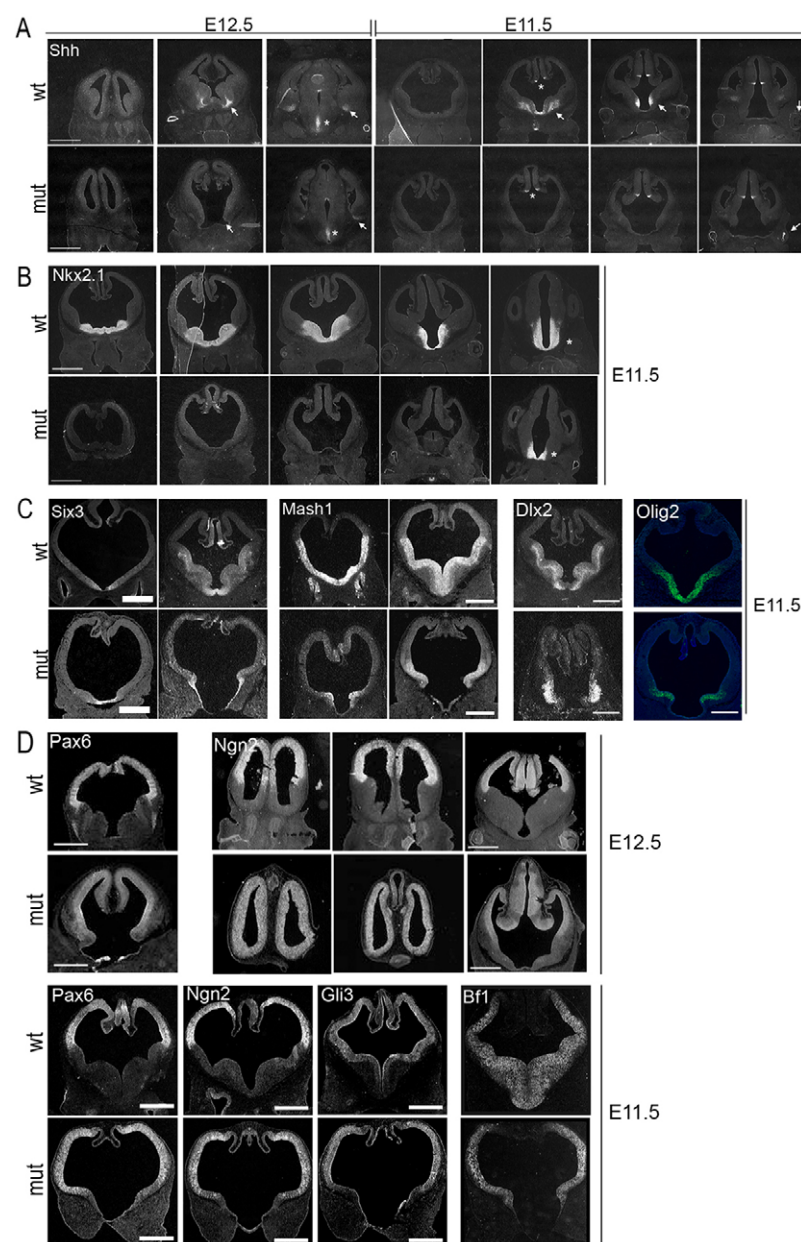 A
E12.5
E11.5
Shh
wt
mut
B
Nkx2.1
wt
mut
E11.5
C
Six3
Mash1
Dlx2
Olig2
wt
mut
E11.5
D
Pax6
Ngn2
wt
mut
E12.5
Pax6
Ngn2
Gli3
Bf1
wt
mut
E11.5